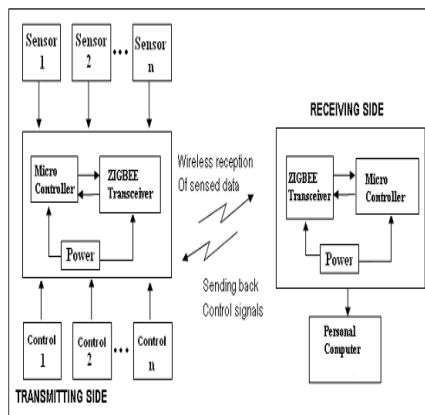 Sensor
1
Sensor
2
•••
Sensor
n
RECEIVING SIDE
Micro
Controller
ZIGBEE
Transceiver
Power
Wireless reception
Of sensed data
Sending back
Control signals
ZIGBEE
Transceiver
Micro
Controller
Power
Control
1
Control
2
•••
Control
n
Personal
Computer
TRANSMITTING SIDE